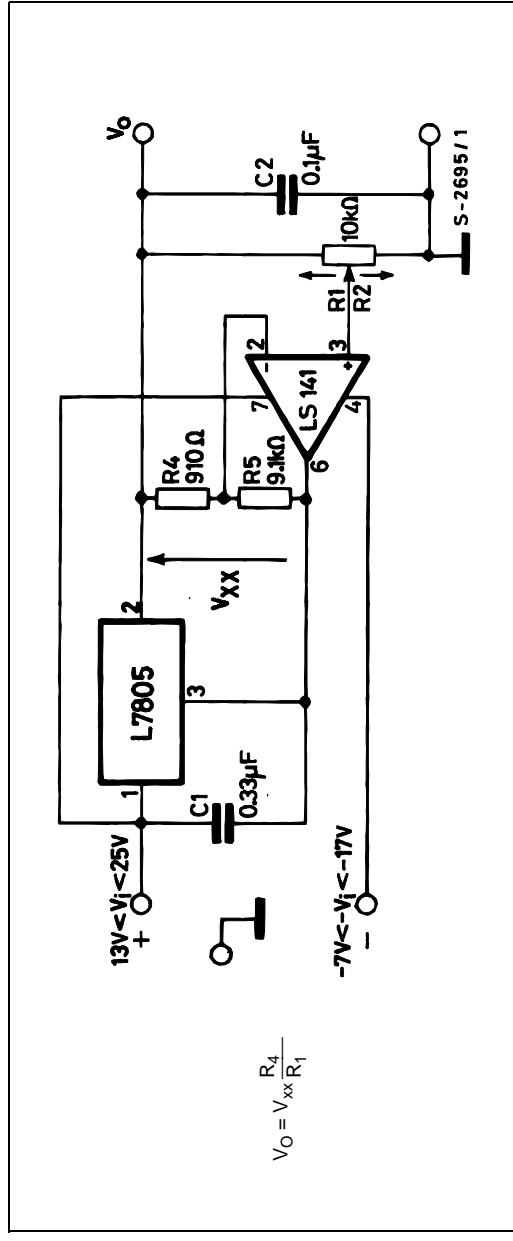 13V<Vi<25V
+
1
L7805
2
3
C1
0.33µF
VXX
R4
910Ω
R5
9.1kΩ
7
2
-
LS 141
+
3
6
4
R1
R2
10kΩ
C2
0.1µF
VO
-7V<-Vi<-17V
−
S-2695/1
VO = Vxx R4
R1